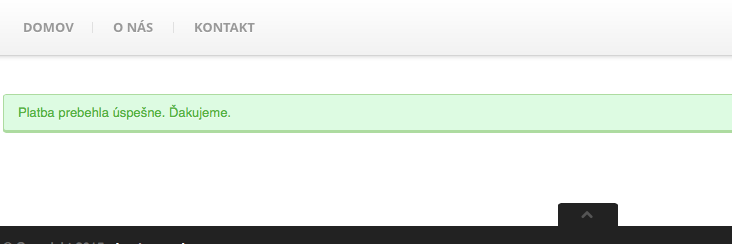 DOMOV O NÁS KONTAKT
Platba prebehla úspešne. Ďakujeme.